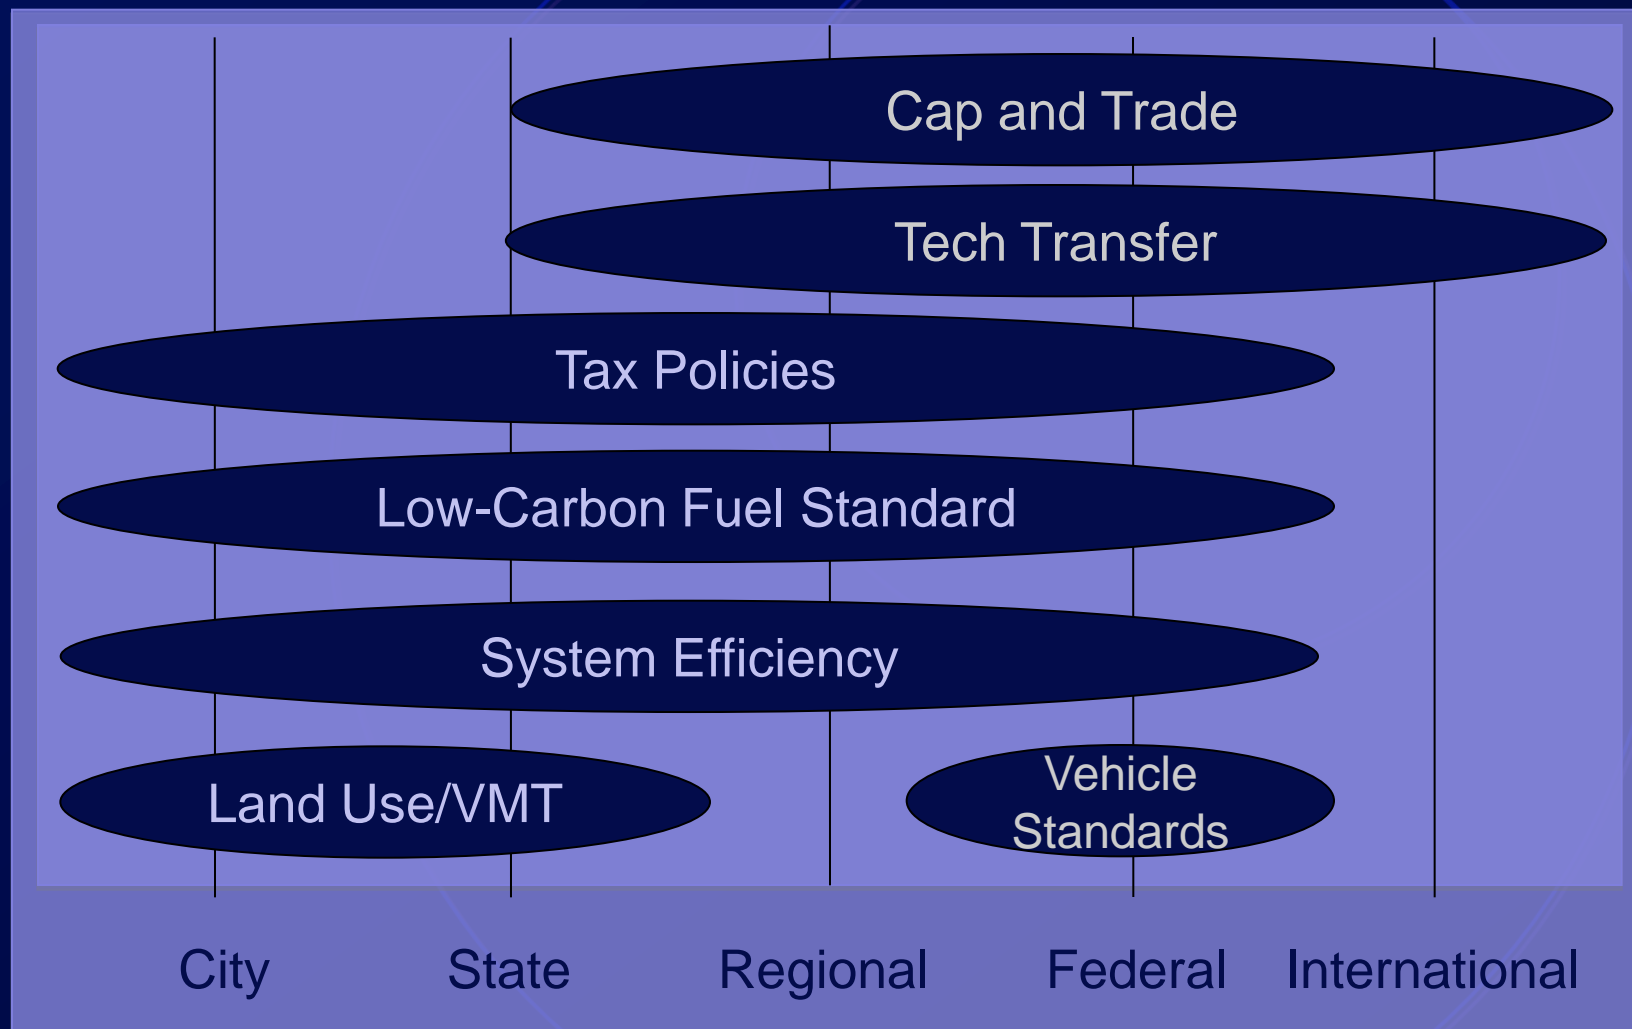 Cap and Trade
Tech Transfer
Tax Policies
Low-Carbon Fuel Standard
System Efficiency
Land Use/VMT
Vehicle
Standards
City
State
Regional
Federal
International